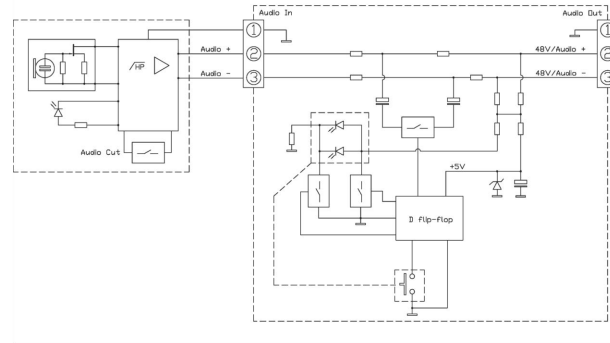 Audio In
Audio Out
1
1
Audio +
2
48V/Audio +
2
/HP
Audio -
3
48V/Audio -
3
Audio Cut
+5V
D flip-flop